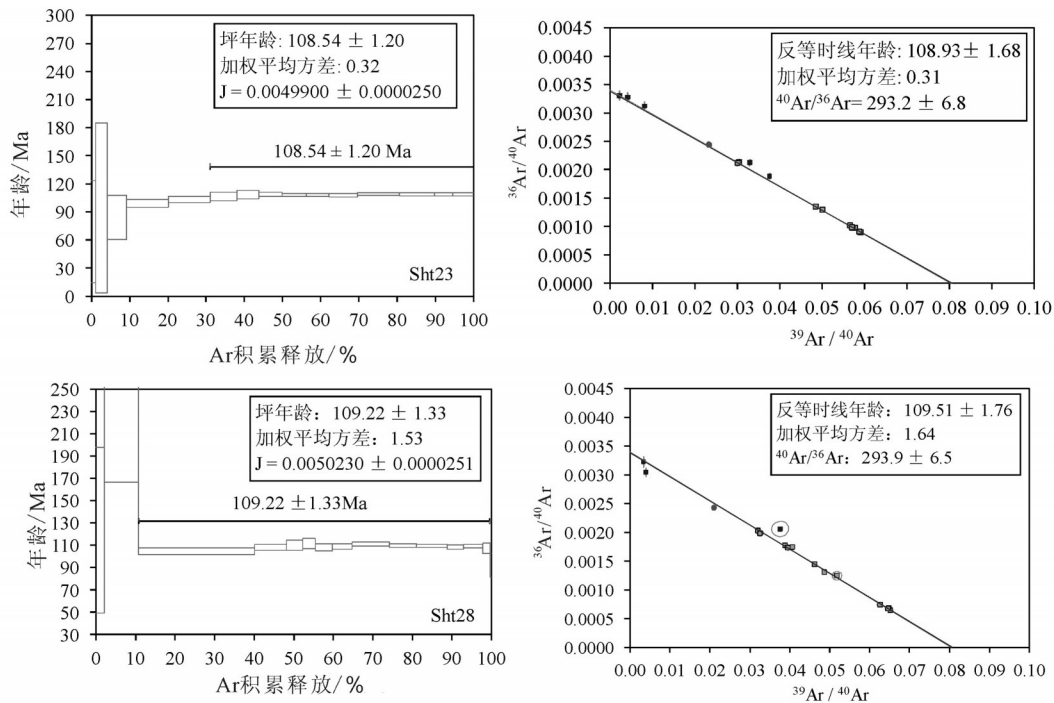 300
270
240
210
180
150
120
90
60
30
0
年龄/Ma
坪年龄: 108.54 ± 1.20
加权平均方差: 0.32
J = 0.0049900 ± 0.0000250
108.54 ± 1.20 Ma
Sht23
0 10 20 30 40 50 60 70 80 90 100
Ar积累释放/%
0.0045
0.0040
0.0035
0.0030
0.0025
0.0020
0.0015
0.0010
0.0005
0.0000
³⁶Ar/⁴⁰Ar
反等时线年龄: 108.93 ± 1.68
加权平均方差: 0.31
⁴⁰Ar/³⁶Ar= 293.2 ± 6.8
0.00 0.01 0.02 0.03 0.04 0.05 0.06 0.07 0.08 0.09 0.10
³⁹Ar / ⁴⁰Ar
250
230
210
190
170
150
130
110
90
70
50
30
年龄/Ma
坪年龄：109.22 ± 1.33
加权平均方差：1.53
J = 0.0050230 ± 0.0000251
109.22 ±1.33Ma
Sht28
0 10 20 30 40 50 60 70 80 90 100
Ar积累释放/%
0.0045
0.0040
0.0035
0.0030
0.0025
0.0020
0.0015
0.0010
0.0005
0.0000
³⁶Ar/⁴⁰Ar
反等时线年龄：109.51 ± 1.76
加权平均方差：1.64
⁴⁰Ar/³⁶Ar：293.9 ± 6.5
0.00 0.01 0.02 0.03 0.04 0.05 0.06 0.07 0.08 0.09 0.10
³⁹Ar / ⁴⁰Ar